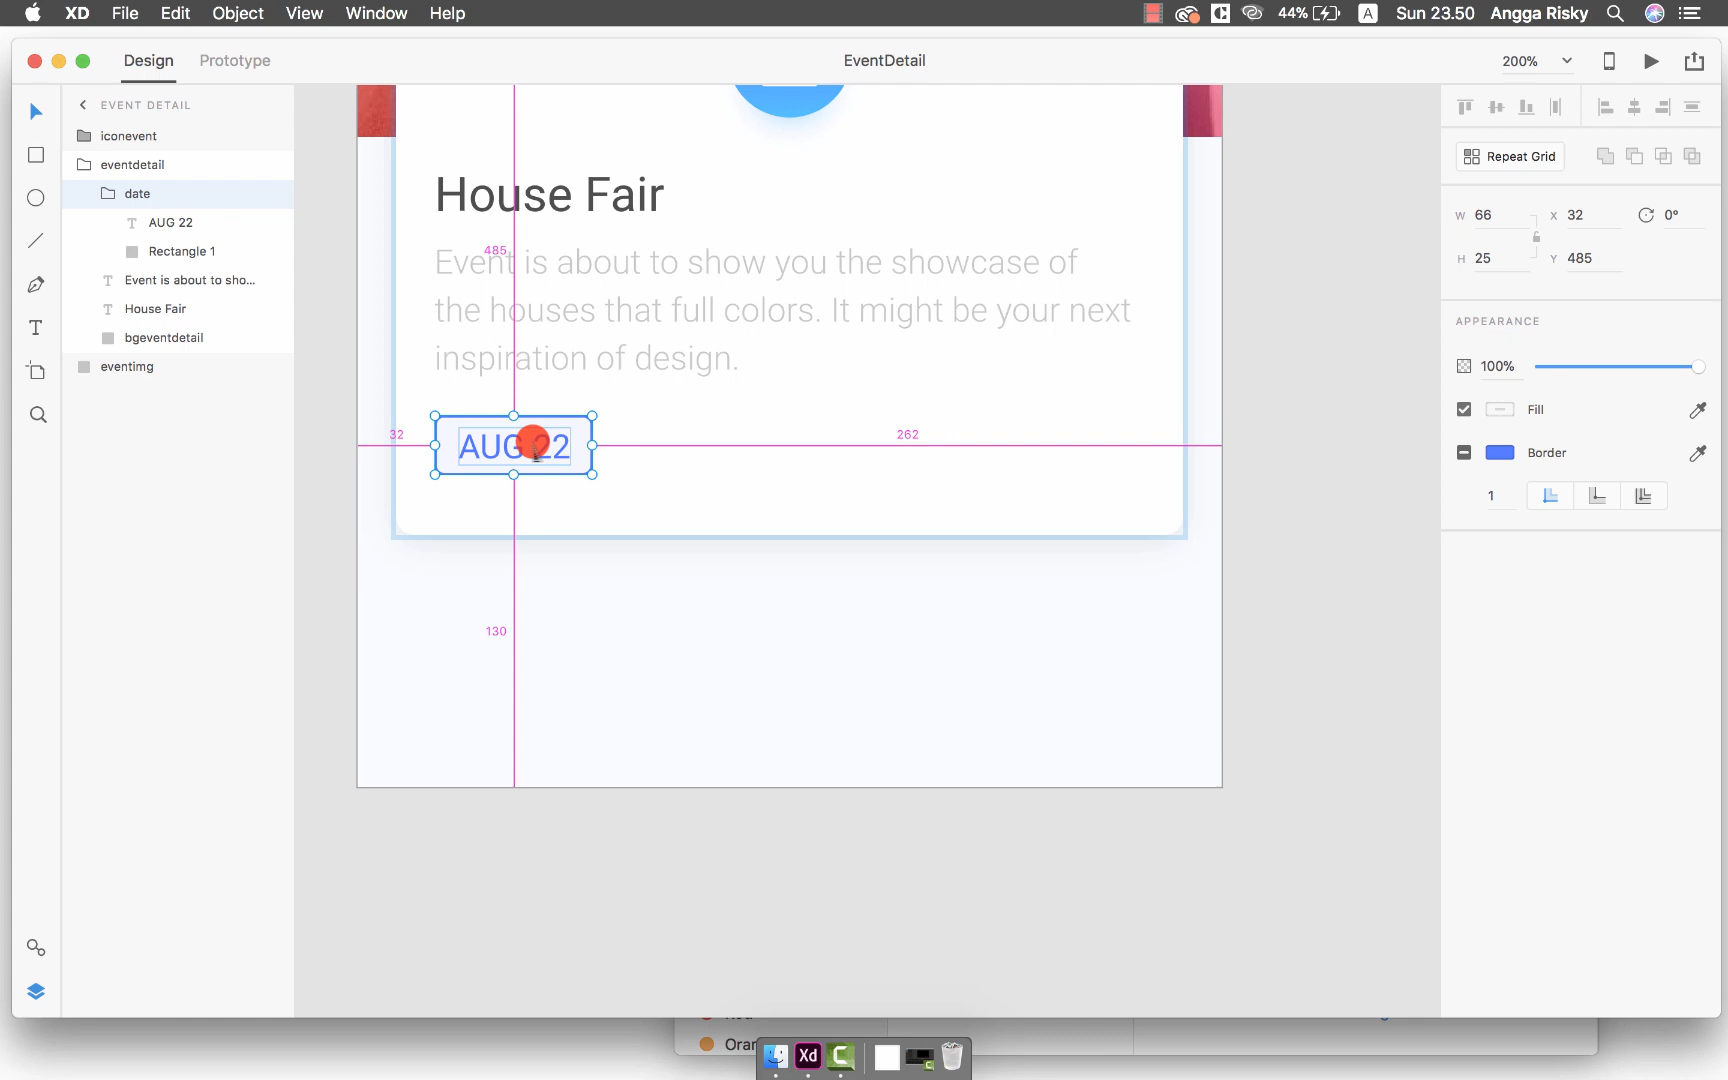 XD File Edit Object View Window Help
44% A Sun 23.50 Angga Risky
Design Prototype
EventDetail
200%
EVENT DETAIL
iconevent
eventdetail
date
T AUG 22
Rectangle 1
T Event is about to sho...
T House Fair
bgeventdetail
eventimg
T
House Fair
485
Event is about to show you the showcase of
the houses that full colors. It might be your next
inspiration of design.
32
262
AUG 22
130
Repeat Grid
W 66 X 32 0°
H 25 Y 485
APPEARANCE
100%
Fill
Border
1
Xd C